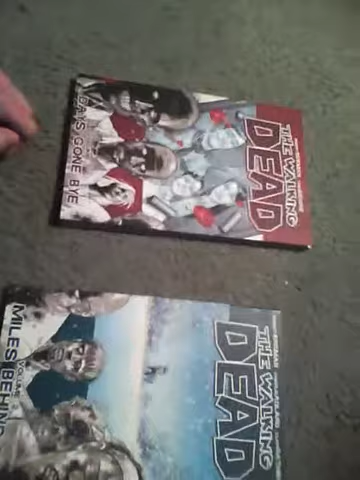 THE WALKING
DEAD
DAYS GONE BYE
THE WALKING
DEAD
VOLUME
MILES BEHIND